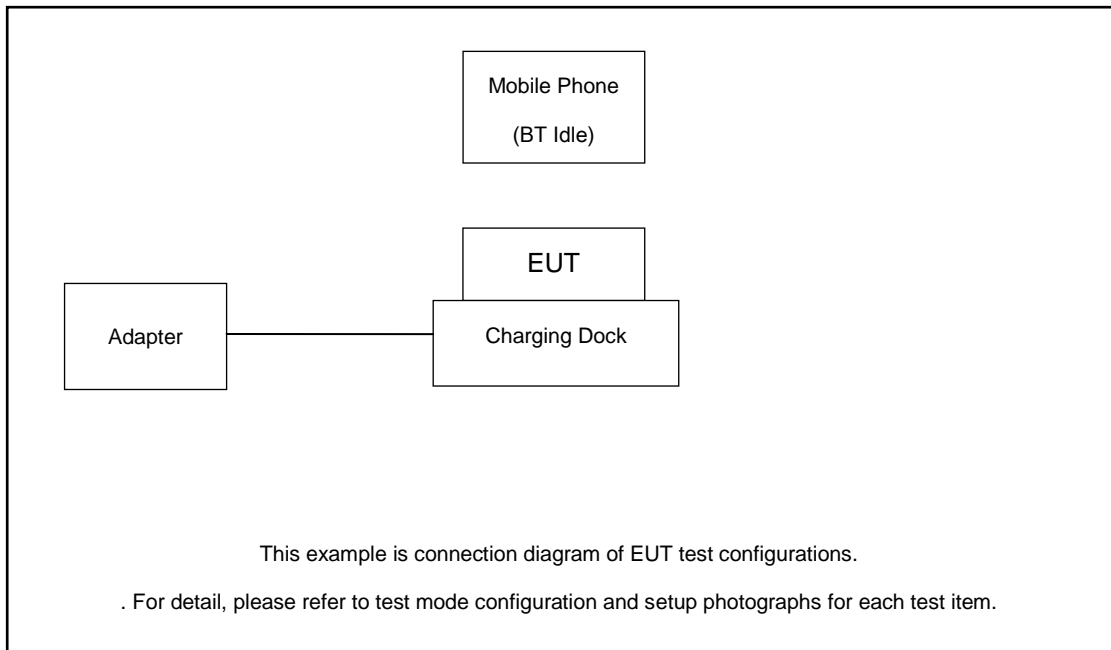 Mobile Phone
(BT Idle)
EUT
Adapter
Charging Dock
This example is connection diagram of EUT test configurations.
. For detail, please refer to test mode configuration and setup photographs for each test item.